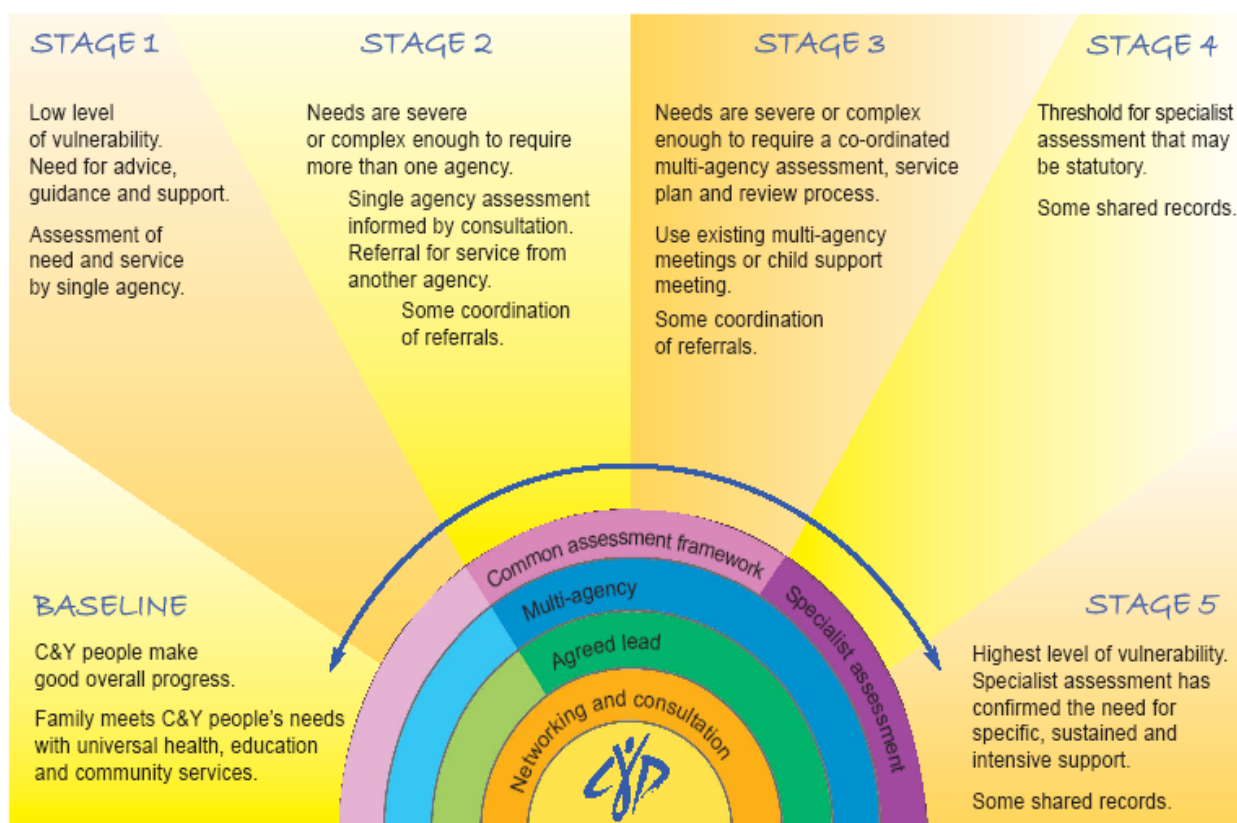 STAGE 1
Low level
of vulnerability.
Need for advice,
guidance and support.
Assessment of
need and service
by single agency.
STAGE 2
Needs are severe
or complex enough to require
more than one agency.
Single agency assessment
informed by consultation.
Referral for service from
another agency.
Some coordination
of referrals.
STAGE 3
Needs are severe or complex
enough to require a co-ordinated
multi-agency assessment, service
plan and review process.
Use existing multi-agency
meetings or child support
meeting.
Some coordination
of referrals.
STAGE 4
Threshold for specialist
assessment that may
be statutory.
Some shared records.
BASELINE
C&Y people make
good overall progress.
Family meets C&Y people's needs
with universal health, education
and community services.
Common assessment framework
Specialist assessment
Multi-agency
Agreed lead
Networking and consultation
cyp
STAGE 5
Highest level of vulnerability.
Specialist assessment has
confirmed the need for
specific, sustained and
intensive support.
Some shared records.